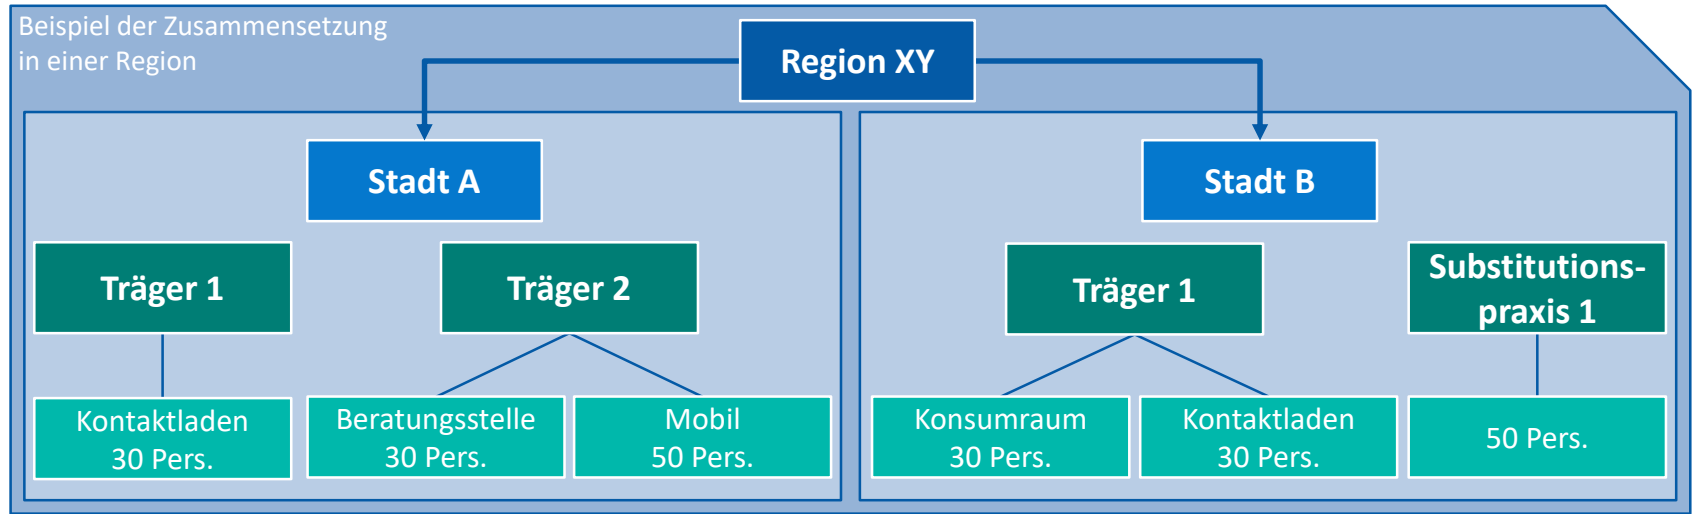 Beispiel der Zusammensetzung
in einer Region
Region XY
Stadt A
Stadt B
Träger 1
Träger 2
Träger 1
Substitutions-
praxis 1
Kontaktladen
30 Pers.
Beratungsstelle
30 Pers.
Mobil
50 Pers.
Konsumraum
30 Pers.
Kontaktladen
30 Pers.
50 Pers.